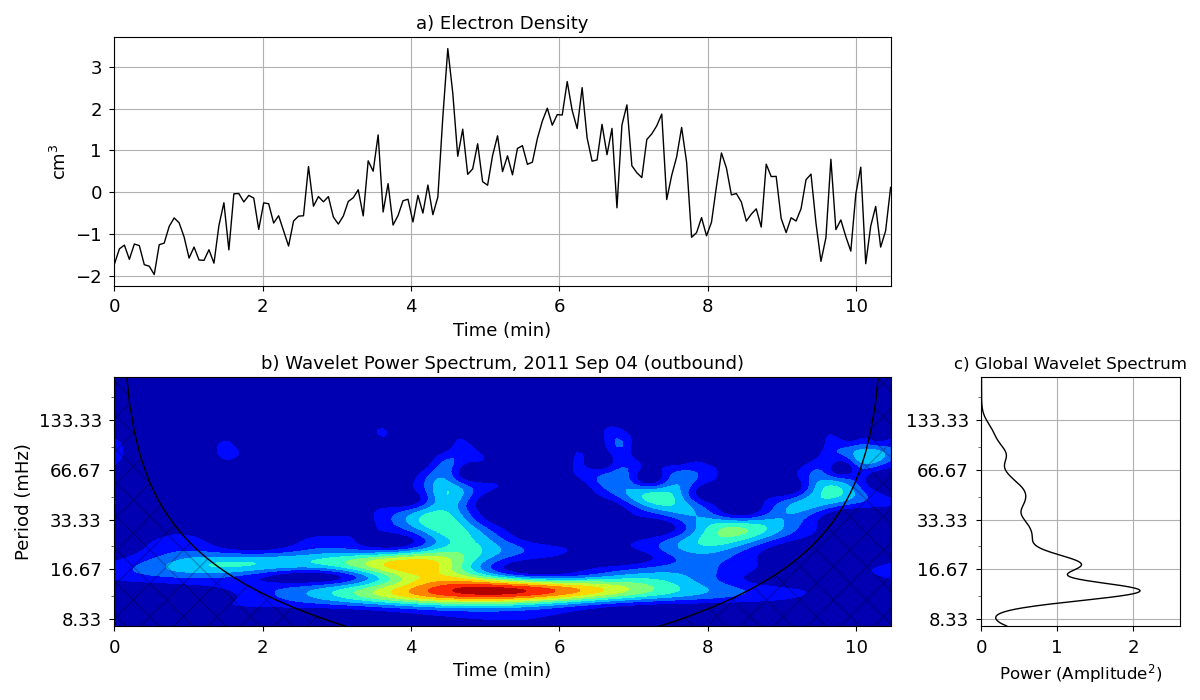 a) Electron Density
3
2
1
0
−1
−2
cm³
0 2 4 6 8 10
Time (min)
b) Wavelet Power Spectrum, 2011 Sep 04 (outbound)
133.33
66.67
33.33
16.67
8.33
Period (mHz)
0 2 4 6 8 10
Time (min)
c) Global Wavelet Spectrum
133.33
66.67
33.33
16.67
8.33
0 1 2
Power (Amplitude²)